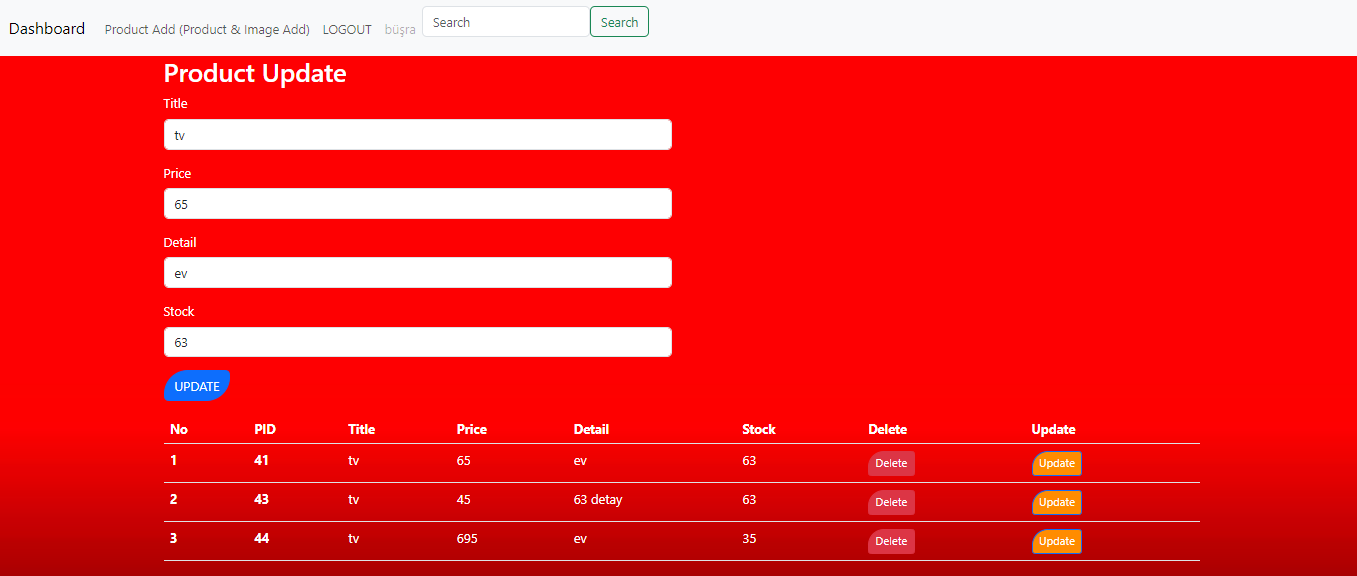 Dashboard Product Add (Product & Image Add) LOGOUT büşra Search Search
Product Update
Title
tv
Price
65
Detail
ev
Stock
63
UPDATE
No PID Title Price Detail Stock Delete Update
1 41 tv 65 ev 63 Delete Update
2 43 tv 45 63 detay 63 Delete Update
3 44 tv 695 ev 35 Delete Update